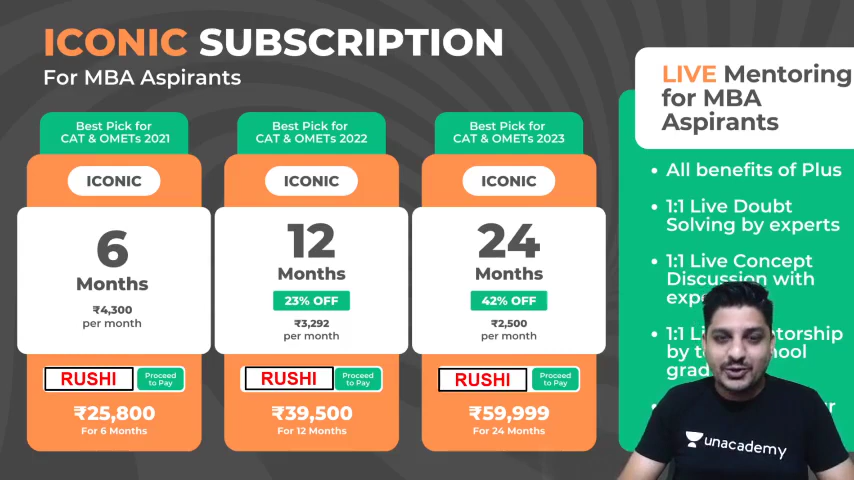 ICONIC SUBSCRIPTION
For MBA Aspirants
Best Pick for
CAT & OMETs 2021
ICONIC
6
Months
₹4,300
per month
RUSHI
Proceed
to Pay
₹25,800
For 6 Months
Best Pick for
CAT & OMETs 2022
ICONIC
12
Months
23% OFF
₹3,292
per month
RUSHI
Proceed
to Pay
₹39,500
For 12 Months
Best Pick for
CAT & OMETs 2023
ICONIC
24
Months
42% OFF
₹2,500
per month
RUSHI
Proceed
to Pay
₹59,999
For 24 Months
LIVE Mentoring
for MBA
Aspirants
• All benefits of Plus
• 1:1 Live Doubt
Solving by experts
• 1:1 Live Concept
Discussion with
• 1:1
by
unacademy